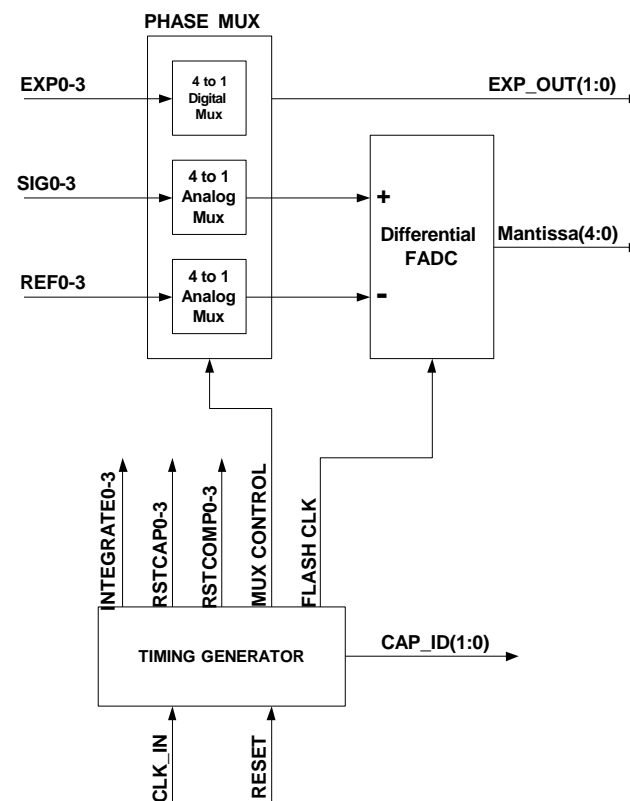 PHASE MUX
EXP0-3
4 to 1
Digital
Mux
EXP_OUT(1:0)
SIG0-3
4 to 1
Analog
Mux
+
Differential
FADC
Mantissa(4:0)
REF0-3
4 to 1
Analog
Mux
-
INTEGRATE0-3
RSTCAP0-3
RSTCOMP0-3
MUX CONTROL
FLASH CLK
TIMING GENERATOR
CAP_ID(1:0)
CLK_IN
RESET